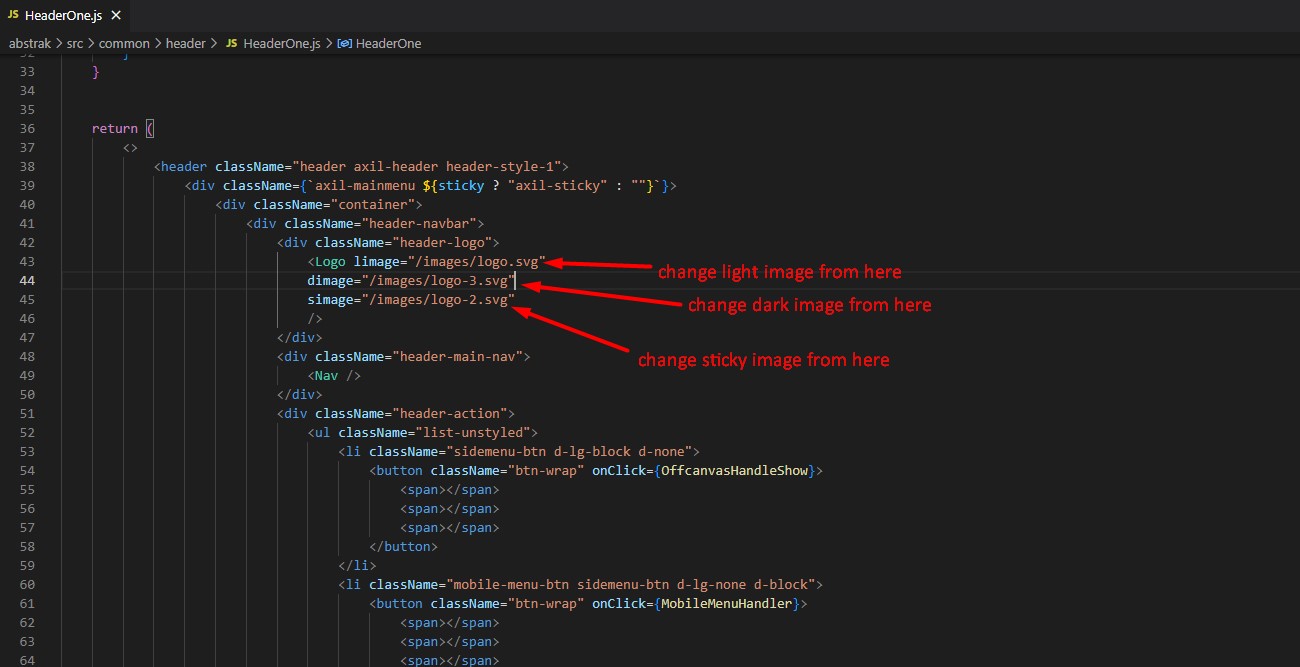 JS HeaderOne.js ×
abstrak > src > common > header > JS HeaderOne.js > HeaderOne
33 }
34
35
36 return (
37 <>
38 <header className="header axil-header header-style-1">
39 <div className={`axil-mainmenu ${sticky ? "axil-sticky" : ""}`}>
40 <div className="container">
41 <div className="header-navbar">
42 <div className="header-logo">
43 <Logo limage="/images/logo.svg"
change light image from here
44 dimage="/images/logo-3.svg"
change dark image from here
45 simage="/images/logo-2.svg"
46 />
47 </div>
48 <div className="header-main-nav">
change sticky image from here
49 <Nav />
50 </div>
51 <div className="header-action">
52 <ul className="list-unstyled">
53 <li className="sidemenu-btn d-lg-block d-none">
54 <button className="btn-wrap" onClick={OffcanvasHandleShow}>
55 <span></span>
56 <span></span>
57 <span></span>
58 </button>
59 </li>
60 <li className="mobile-menu-btn sidemenu-btn d-lg-none d-block">
61 <button className="btn-wrap" onClick={MobileMenuHandler}>
62 <span></span>
63 <span></span>
64 <span></span>